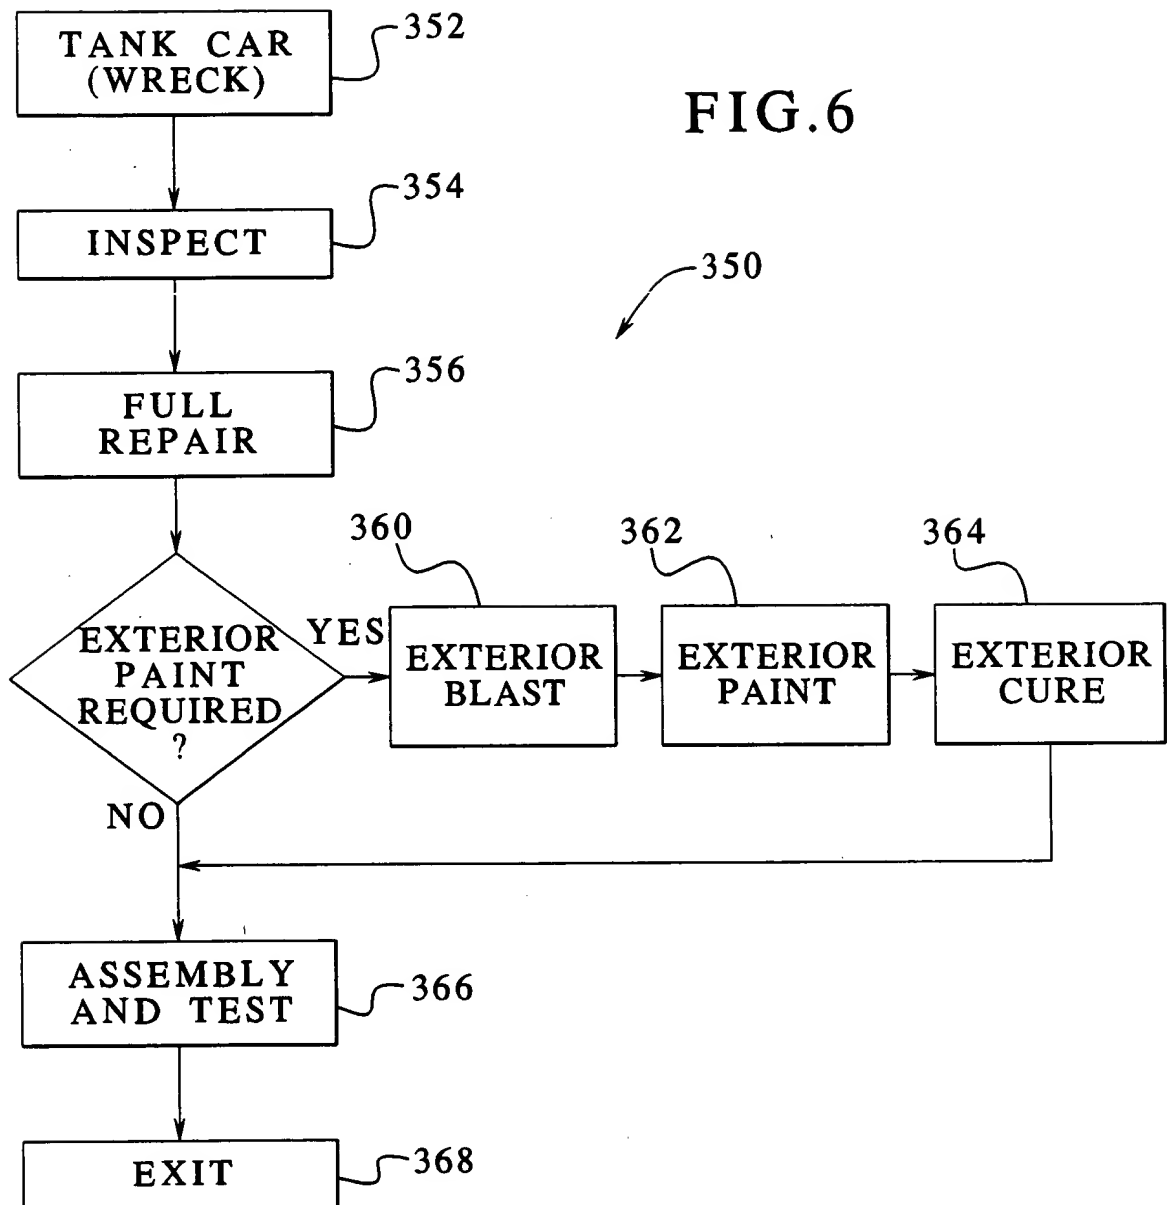 TANK CAR
(WRECK)
352
FIG.6
354
INSPECT
350
356
FULL
REPAIR
360
362
364
EXTERIOR
PAINT
REQUIRED
?
YES
EXTERIOR
BLAST
EXTERIOR
PAINT
EXTERIOR
CURE
NO
ASSEMBLY
AND TEST
366
EXIT
368